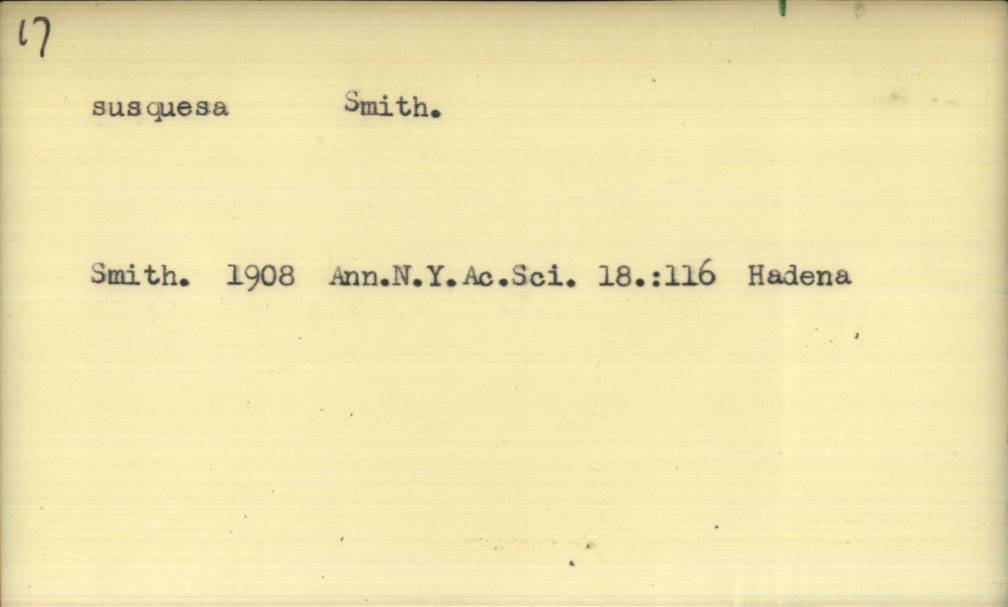 17
susquesa Smith.
Smith. 1908 Ann.N.Y.Ac.Sci. 18.:116 Hadena